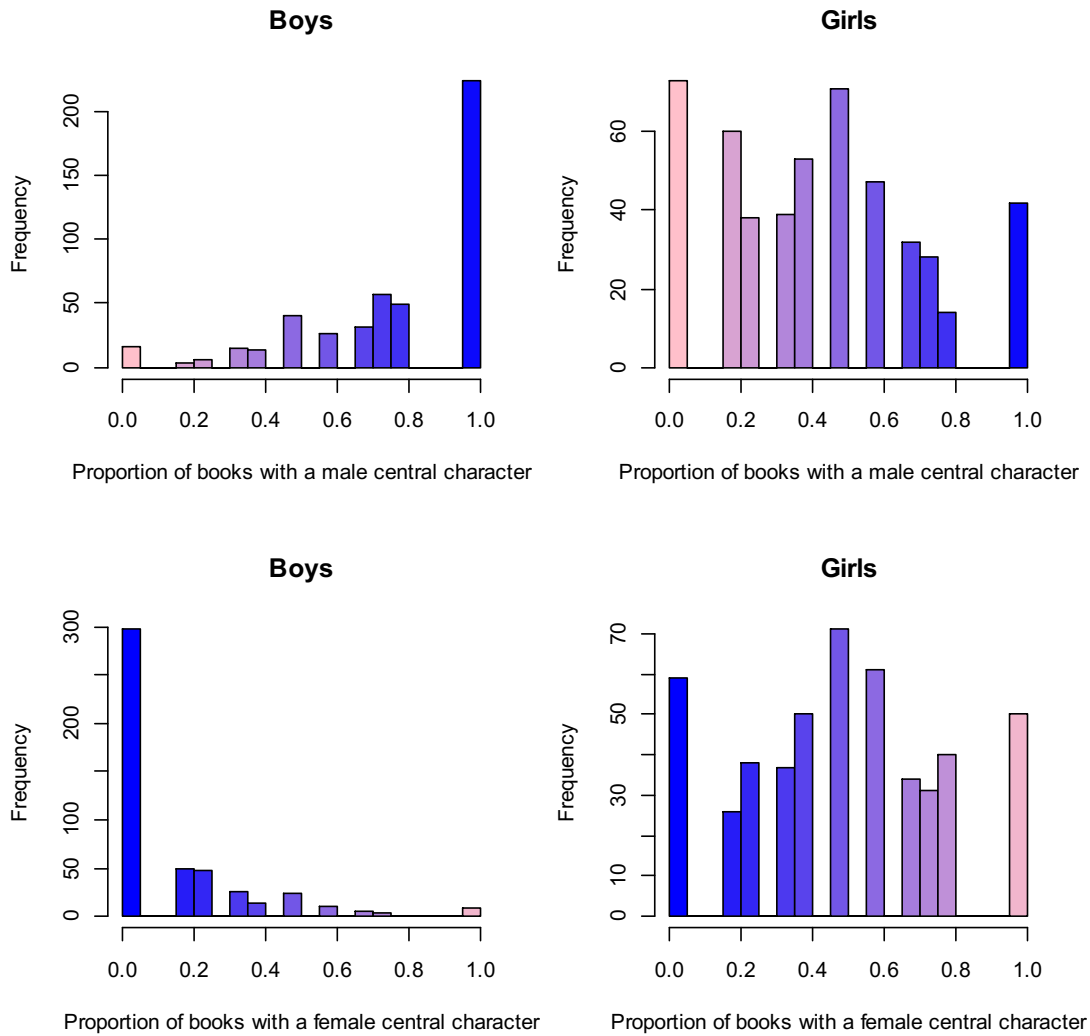 Boys
Frequency
0
50
100
150
200
0.0 0.2 0.4 0.6 0.8 1.0
Proportion of books with a male central character
Girls
Frequency
0
20
40
60
0.0 0.2 0.4 0.6 0.8 1.0
Proportion of books with a male central character
Boys
Frequency
0
50
100
200
300
0.0 0.2 0.4 0.6 0.8 1.0
Proportion of books with a female central character
Girls
Frequency
0
10
30
50
70
0.0 0.2 0.4 0.6 0.8 1.0
Proportion of books with a female central character